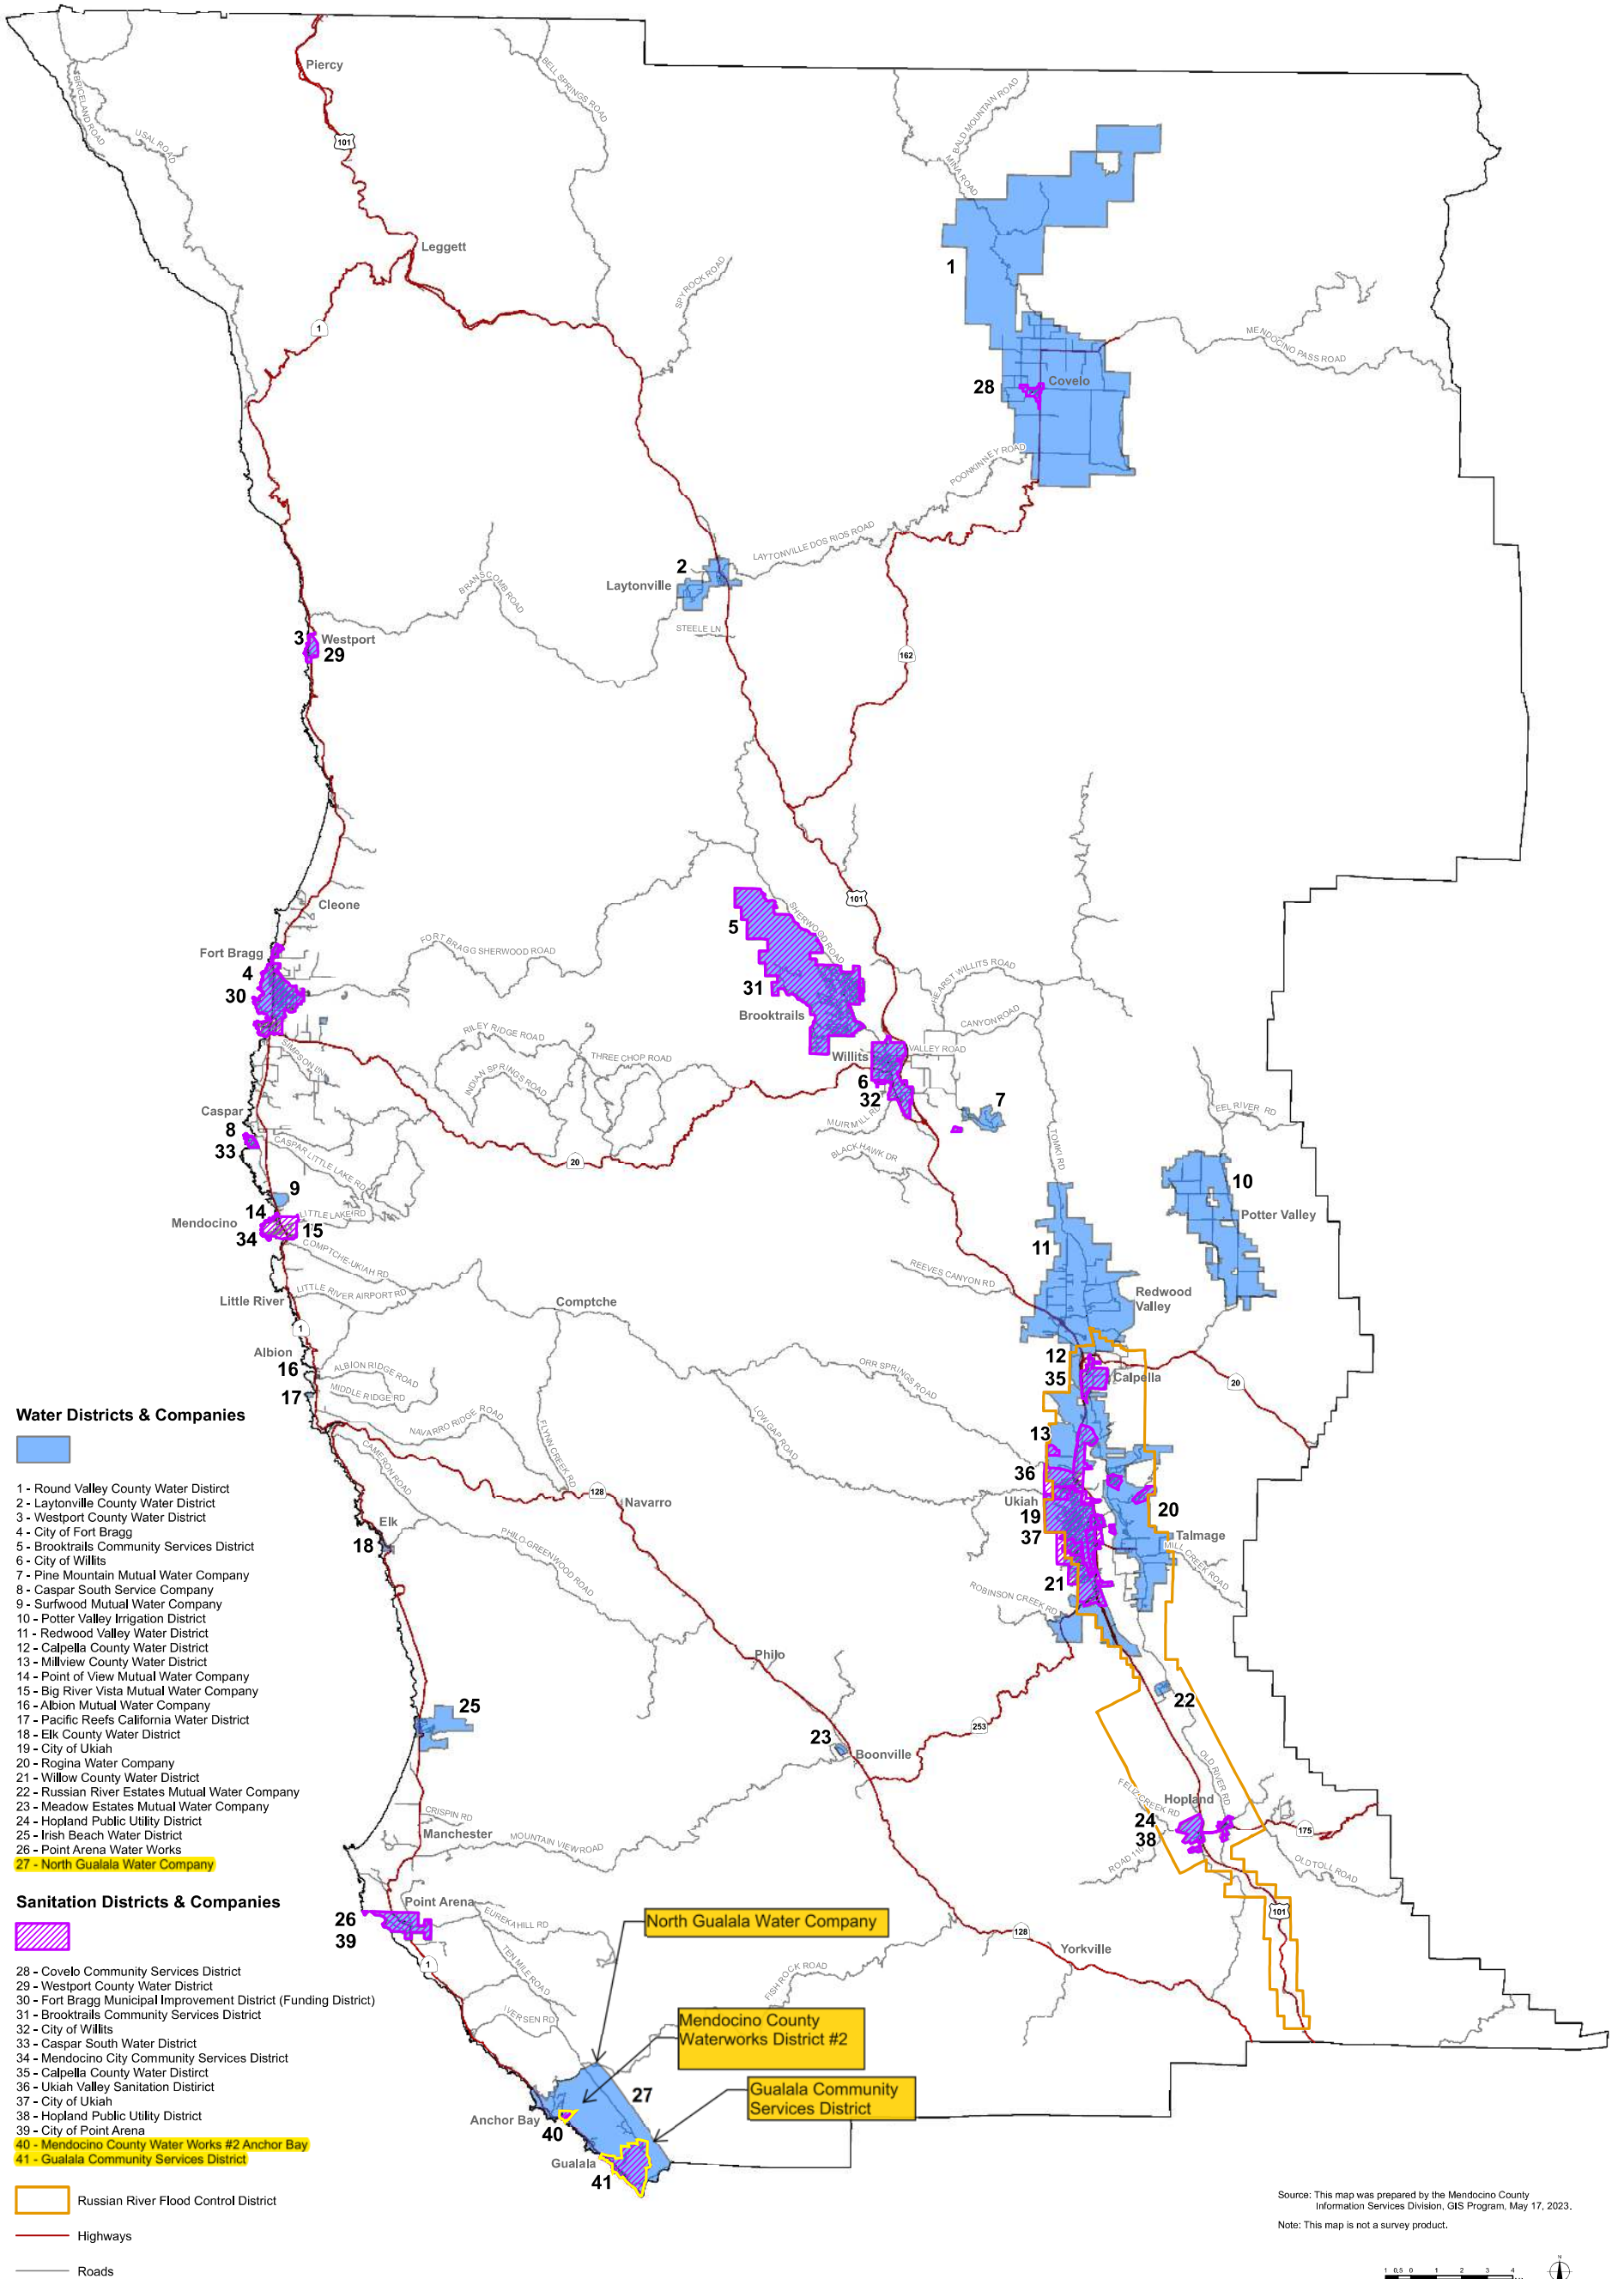 Piercy
BRICELAND ROAD
USAL ROAD
101
BELL SPRINGS ROAD
BALD MOUNTAIN ROAD
MINA ROAD
Leggett
SPYROCK ROAD
1
1
MENDOCINO PASS ROAD
28
Covelo
POONKINNEY ROAD
LAYTONVILLE DOS RIOS ROAD
2
Laytonville
BRANSCOMB ROAD
STEELE LN
3
Westport
29
162
Cleone
101
5
SHERWOOD ROAD
Fort Bragg
FORT BRAGG SHERWOOD ROAD
4
30
31
HEARST WILLITS ROAD
Brooktrails
CANYON ROAD
RILEY RIDGE ROAD
SIMPSON LN
THREE CHOP ROAD
INDIAN SPRINGS ROAD
Willits
VALLEY ROAD
6
32
7
MUIR MILL RD
BLACK HAWK DR
TOMKI RD
EEL RIVER RD
Caspar
8
33
CASPAR LITTLE LAKE RD
20
9
10
Potter Valley
14
LITTLE LAKE RD
Mendocino
15
34
COMPTCHE-UKIAH RD
11
REEVES CANYON RD
Redwood
Valley
Little River
LITTLE RIVER AIRPORT RD
Comptche
1
Albion
16
ALBION RIDGE ROAD
17
MIDDLE RIDGE RD
12
35
Calpella
ORR SPRINGS ROAD
20
LOW GAP ROAD
NAVARRO RIDGE ROAD
FLYNN CREEK RD
CAMERON ROAD
13
36
Ukiah
19
37
20
Talmage
MILL CREEK ROAD
128
Navarro
Elk
18
PHILO-GREENWOOD ROAD
21
ROBINSON CREEK RD
Philo
22
25
23
Boonville
253
OLD RIVER RD
FELIZ CREEK RD
Hopland
24
38
175
ROAD 110
OLD TOLL ROAD
CRISPIN RD
Manchester
MOUNTAIN VIEW ROAD
Point Arena
26
39
EUREKA HILL RD
TEN MILE ROAD
1
IVERSEN RD
FISH ROCK ROAD
128
Yorkville
101
North Gualala Water Company
Mendocino County
Waterworks District #2
Gualala Community
Services District
27
Anchor Bay
40
Gualala
41
Water Districts & Companies
1 - Round Valley County Water Distirct
2 - Laytonville County Water District
3 - Westport County Water District
4 - City of Fort Bragg
5 - Brooktrails Community Services District
6 - City of Willits
7 - Pine Mountain Mutual Water Company
8 - Caspar South Service Company
9 - Surfwood Mutual Water Company
10 - Potter Valley Irrigation District
11 - Redwood Valley Water District
12 - Calpella County Water District
13 - Millview County Water District
14 - Point of View Mutual Water Company
15 - Big River Vista Mutual Water Company
16 - Albion Mutual Water Company
17 - Pacific Reefs California Water District
18 - Elk County Water District
19 - City of Ukiah
20 - Rogina Water Company
21 - Willow County Water District
22 - Russian River Estates Mutual Water Company
23 - Meadow Estates Mutual Water Company
24 - Hopland Public Utility District
25 - Irish Beach Water District
26 - Point Arena Water Works
27 - North Gualala Water Company
Sanitation Districts & Companies
28 - Covelo Community Services District
29 - Westport County Water District
30 - Fort Bragg Municipal Improvement District (Funding District)
31 - Brooktrails Community Services District
32 - City of Willits
33 - Caspar South Water District
34 - Mendocino City Community Services District
35 - Calpella County Water Distirct
36 - Ukiah Valley Sanitation Distirict
37 - City of Ukiah
38 - Hopland Public Utility District
39 - City of Point Arena
40 - Mendocino County Water Works #2 Anchor Bay
41 - Gualala Community Services District
Russian River Flood Control District
Highways
Roads
Source: This map was prepared by the Mendocino County
Information Services Division, GIS Program, May 17, 2023.
Note: This map is not a survey product.
1 0.5 0 1 2 3 4
N